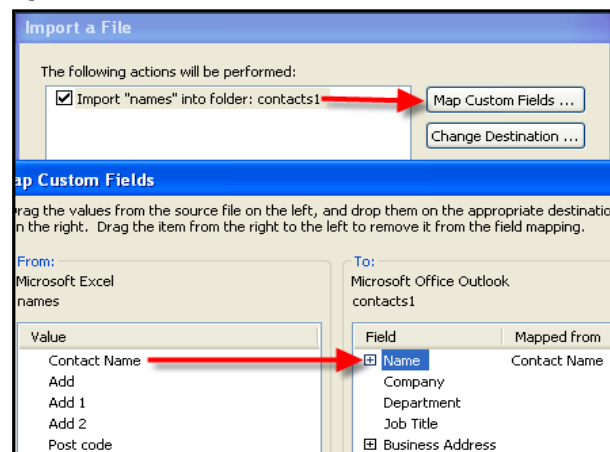 Import a File
The following actions will be performed:
Import "names" into folder: contacts1
Map Custom Fields ...
Change Destination ...
ap Custom Fields
rag the values from the source file on the left, and drop them on the appropriate destinatio
n the right. Drag the item from the right to the left to remove it from the field mapping.
From:
Microsoft Excel
names
To:
Microsoft Office Outlook
contacts1
Value
Contact Name
Add
Add 1
Add 2
Post code
Field Mapped from
Name Contact Name
Company
Department
Job Title
Business Address